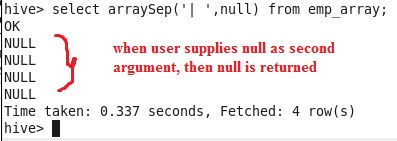 hive> select arraySep('| ',null) from emp_array;
OK
NULL
NULL
NULL
NULL
when user supplies null as second
argument, then null is returned
Time taken: 0.337 seconds, Fetched: 4 row(s)
hive>